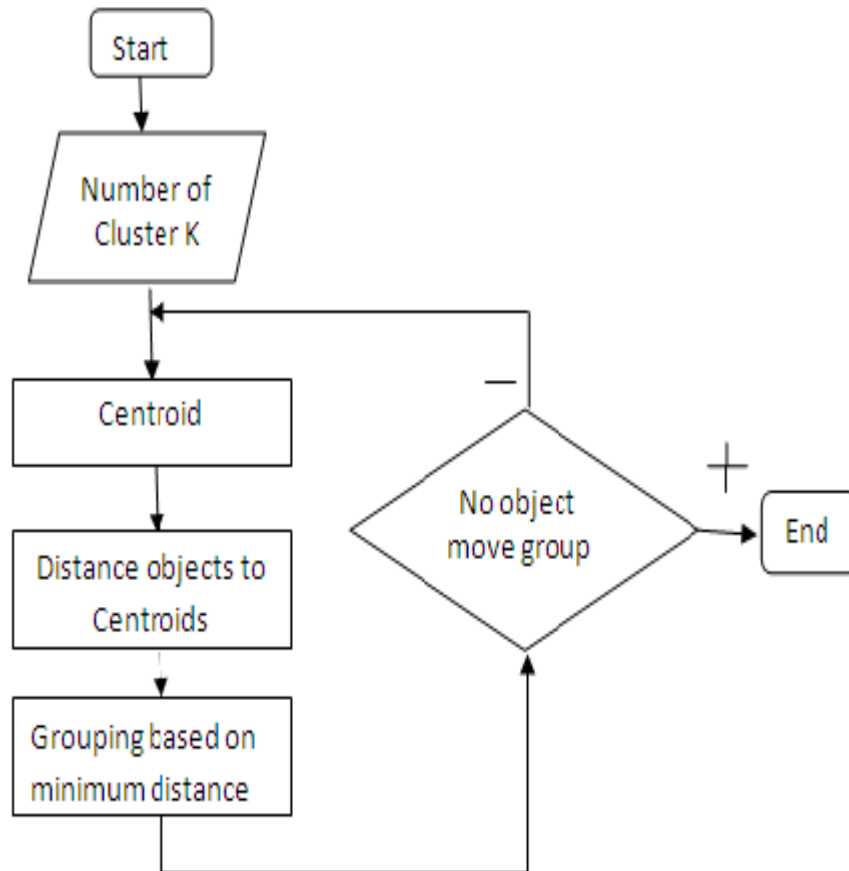 Start
Number of
Cluster K
Centroid
Distance objects to
Centroids
Grouping based on
minimum distance
No object
move group
−
+
End